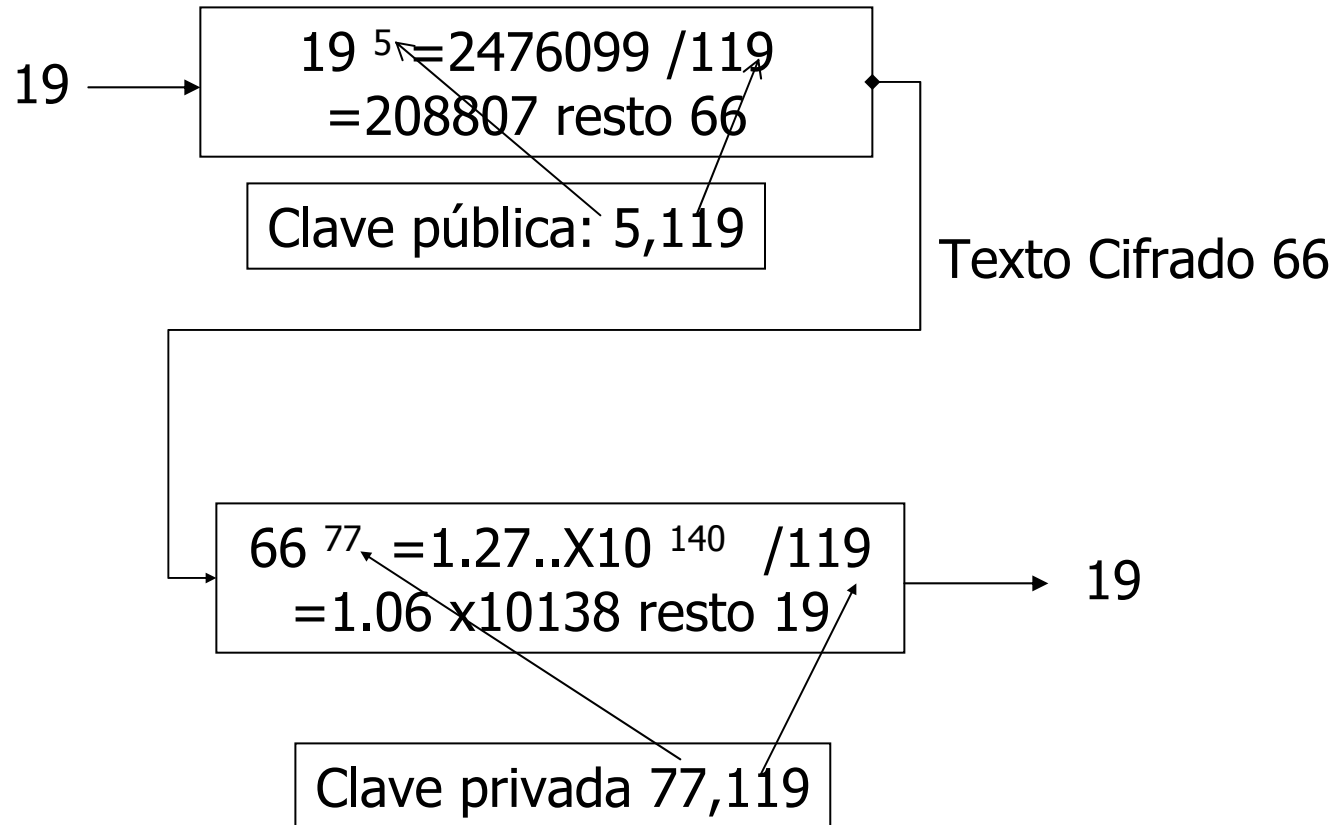 19
19 5 =2476099 /119
=208807 resto 66
Clave pública: 5,119
Texto Cifrado 66
66 77 =1.27..X10 140 /119
=1.06 x10138 resto 19
19
Clave privada 77,119